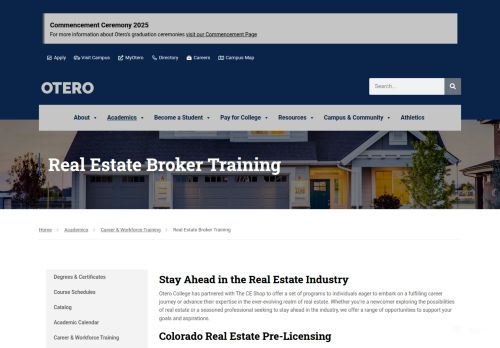 Commencement Ceremony 2025
For more information about Otero's graduation ceremonies visit our Commencement Page
Apply Visit Campus MyOtero Directory Careers Campus Map
OTERO
Search...
About Academics Become a Student Pay for College Resources Campus & Community Athletics
Real Estate Broker Training
Home Academics Career & Workforce Training Real Estate Broker Training
Degrees & Certificates
Course Schedules
Catalog
Academic Calendar
Career & Workforce Training
Stay Ahead in the Real Estate Industry
Otero College has partnered with The CE Shop to offer a set of programs to individuals eager to embark on a fulfilling career
journey or advance their expertise in the ever-evolving realm of real estate. Whether you're a newcomer exploring the possibilities
of real estate or a seasoned professional seeking to stay ahead in the industry, we offer a range of opportunities to support your
goals and aspirations.
Colorado Real Estate Pre-Licensing